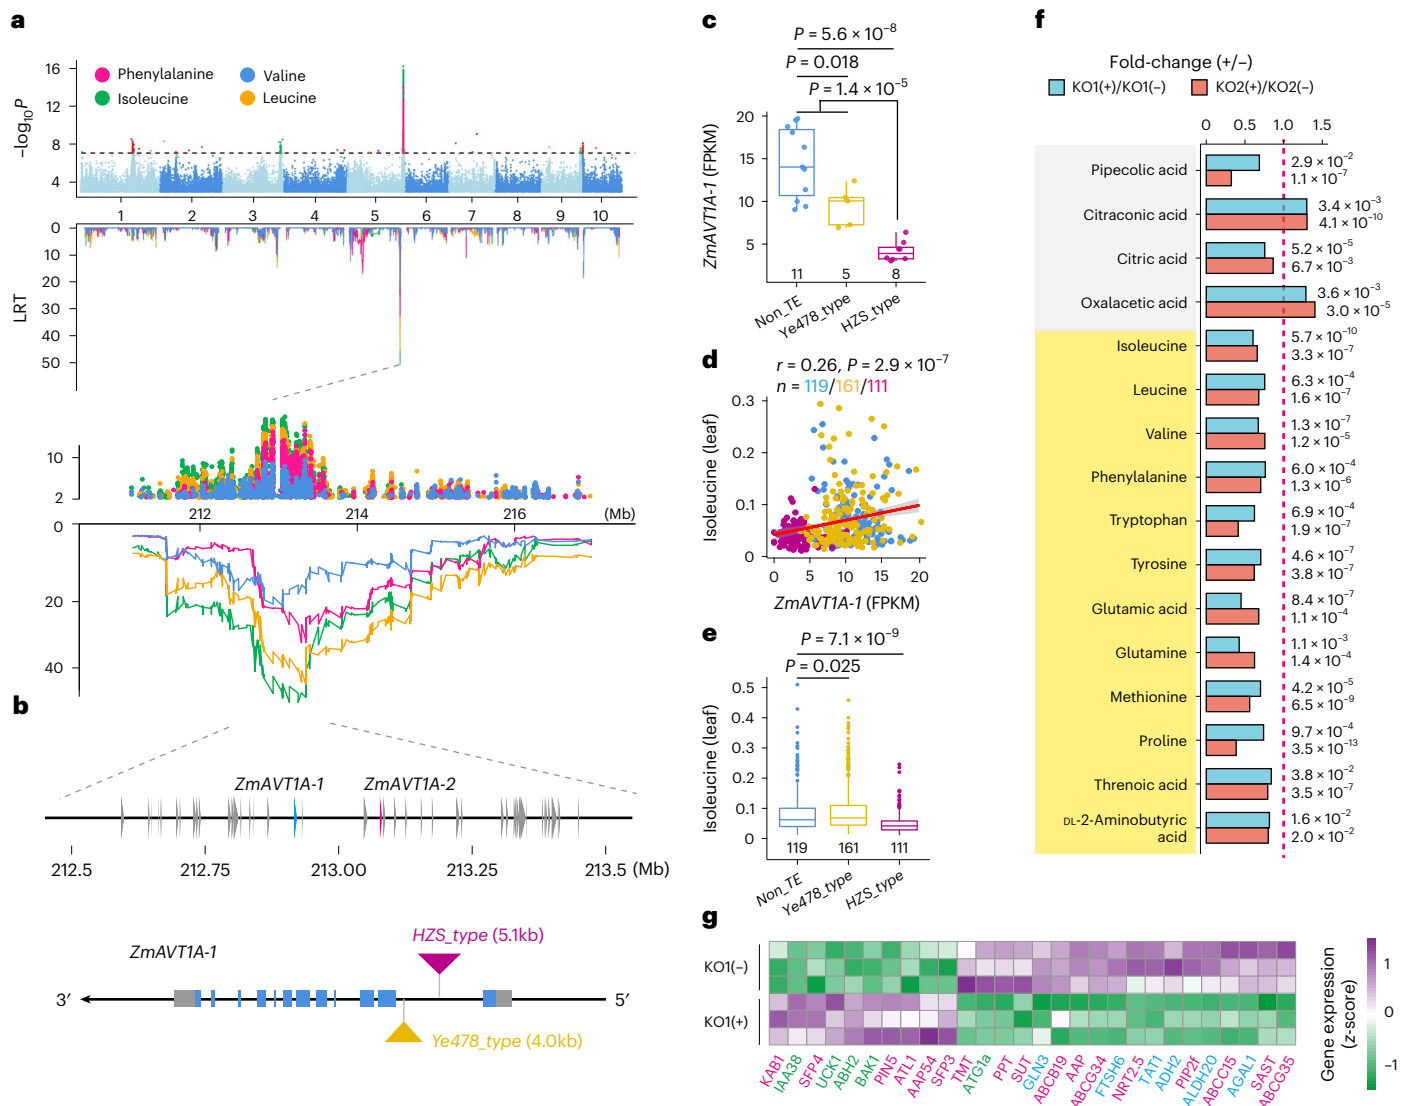 a
16
12
8
4
−log10P
Phenylalanine
Valine
Isoleucine
Leucine
1 2 3 4 5 6 7 8 9 10
0
10
20
30
40
50
LRT
10
2
212 214 216 (Mb)
0
20
40
b
ZmAVT1A-1 ZmAVT1A-2
212.5 212.75 213.00 213.25 213.5 (Mb)
HZS_type (5.1kb)
ZmAVT1A-1
3′ 5′
Ye478_type (4.0kb)
c
P = 5.6 × 10−8
P = 0.018
P = 1.4 × 10−5
20
15
10
5
ZmAVT1A-1 (FPKM)
11 5 8
Non_TE
Ye478_type
HZS_type
d
r = 0.26, P = 2.9 × 10−7
n = 119/161/111
0.3
0.2
0.1
0
Isoleucine (leaf)
0 5 10 15 20
ZmAVT1A-1 (FPKM)
e
P = 7.1 × 10−9
P = 0.025
0.5
0.4
0.3
0.2
0.1
0
Isoleucine (leaf)
119 161 111
Non_TE
Ye478_type
HZS_type
f
Fold-change (+/−)
KO1(+)/KO1(−) KO2(+)/KO2(−)
0 0.5 1.0 1.5
Pipecolic acid
2.9 × 10−2
1.1 × 10−7
Citraconic acid
3.4 × 10−3
4.1 × 10−10
Citric acid
5.2 × 10−5
6.7 × 10−3
Oxalacetic acid
3.6 × 10−3
3.0 × 10−5
Isoleucine
5.7 × 10−10
3.3 × 10−7
Leucine
6.3 × 10−4
1.6 × 10−7
Valine
1.3 × 10−7
1.2 × 10−5
Phenylalanine
6.0 × 10−4
1.3 × 10−6
Tryptophan
6.9 × 10−4
1.9 × 10−7
Tyrosine
4.6 × 10−7
3.8 × 10−7
Glutamic acid
8.4 × 10−7
1.1 × 10−4
Glutamine
1.1 × 10−3
1.4 × 10−4
Methionine
4.2 × 10−5
6.5 × 10−9
Proline
9.7 × 10−4
3.5 × 10−13
Threnoic acid
3.8 × 10−2
3.5 × 10−7
DL-2-Aminobutyric
acid
1.6 × 10−2
2.0 × 10−2
g
KO1(−)
KO1(+)
KAB1
IAA38
SFP4
UCK1
ABH2
BAK1
PIN5
ATL1
AAP54
SFP3
TMT
ATG1a
PPT
SUT
GLN3
ABCB19
AAP
ABCG34
FTSH6
NRT2.5
TAT1
ADH2
PIP2f
ALDH20
ABCC15
AGAL1
SAST
ABCG35
Gene expression
(z-score)
1
0
−1